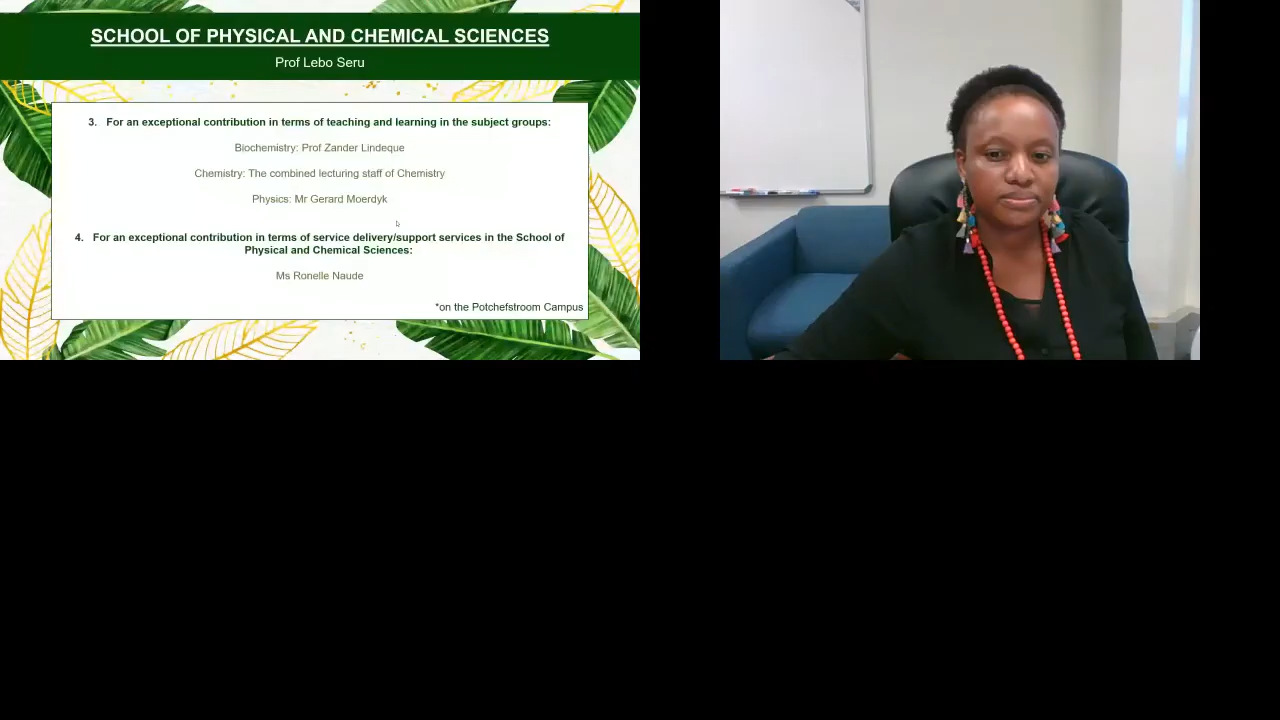 SCHOOL OF PHYSICAL AND CHEMICAL SCIENCES
Prof Lebo Seru
3. For an exceptional contribution in terms of teaching and learning in the subject groups:
Biochemistry: Prof Zander Lindeque
Chemistry: The combined lecturing staff of Chemistry
Physics: Mr Gerard Moerdyk
4. For an exceptional contribution in terms of service delivery/support services in the School of
Physical and Chemical Sciences:
Ms Ronelle Naude
*on the Potchefstroom Campus